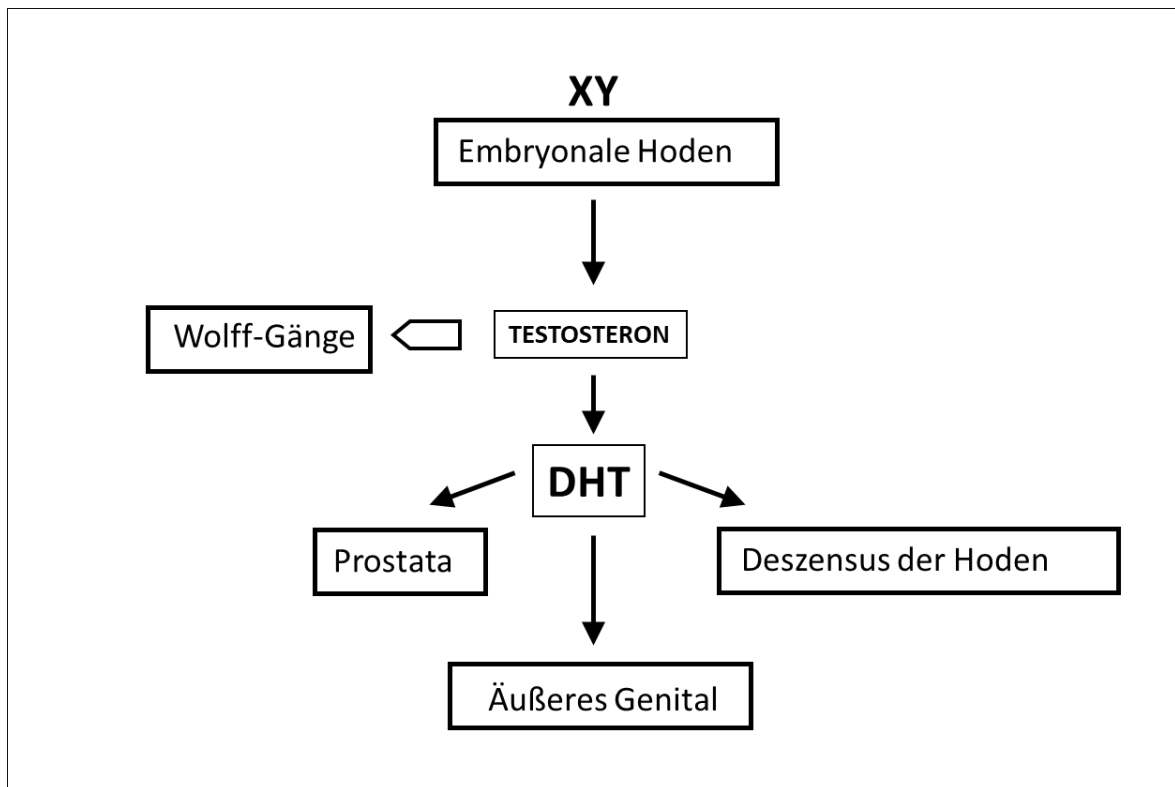 XY
Embryonale Hoden
Wolff-Gänge
TESTOSTERON
DHT
Prostata
Deszensus der Hoden
Äußeres Genital